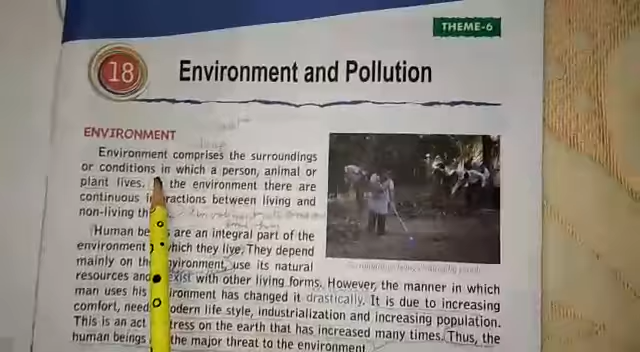 THEME-6
18
Environment and Pollution
ENVIRONMENT
Environment comprises the surroundings
or conditions in which a person, animal or
plant lives. the environment there are
continuous between living and
non-living
Human are an integral part of the
environment which they live. They depend
mainly on use its natural
resources and exist with other living forms. However, the manner in which
man uses his has changed it drastically. It is due to increasing
comfort, need modern life style, industrialization and increasing population.
This is an act on the earth that has increased many times. Thus, the
human beings the major threat to the environment